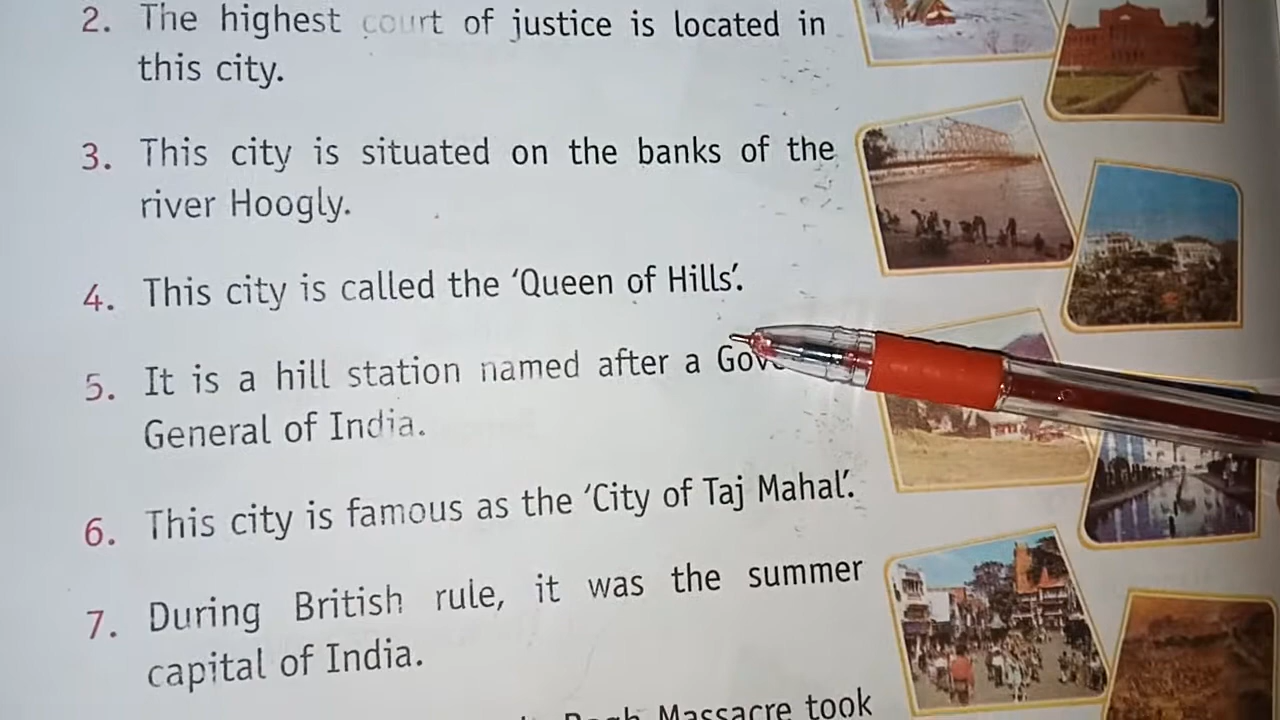 2. The highest court of justice is located in
this city.
3. This city is situated on the banks of the
river Hoogly.
4. This city is called the 'Queen of Hills'.
5. It is a hill station named after a
General of India.
6. This city is famous as the 'City of Taj Mahal'.
7. During British rule, it was the summer
capital of India.
Massacre took